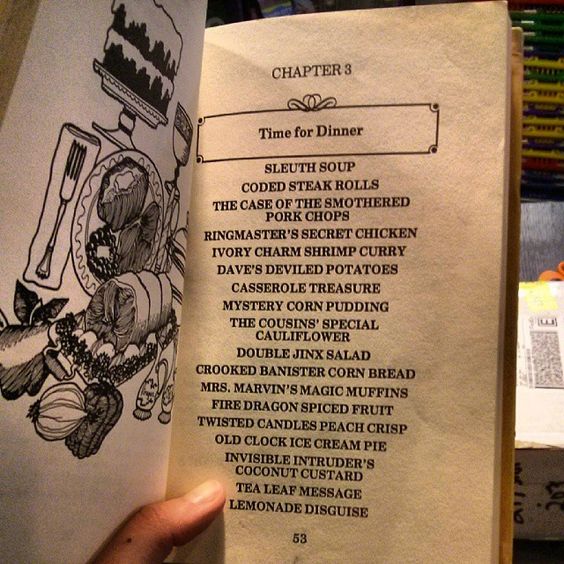 CHAPTER 3
Time for Dinner
SLEUTH SOUP
CODED STEAK ROLLS
THE CASE OF THE SMOTHERED
PORK CHOPS
RINGMASTER'S SECRET CHICKEN
IVORY CHARM SHRIMP CURRY
DAVE'S DEVILED POTATOES
CASSEROLE TREASURE
MYSTERY CORN PUDDING
THE COUSINS' SPECIAL
CAULIFLOWER
DOUBLE JINX SALAD
CROOKED BANISTER CORN BREAD
MRS. MARVIN'S MAGIC MUFFINS
FIRE DRAGON SPICED FRUIT
TWISTED CANDLES PEACH CRISP
OLD CLOCK ICE CREAM PIE
INVISIBLE INTRUDER'S
COCONUT CUSTARD
TEA LEAF MESSAGE
LEMONADE DISGUISE
53